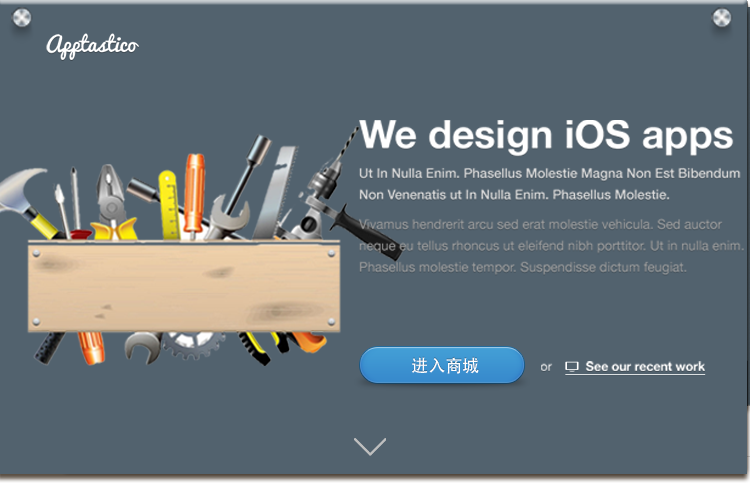 Apptastico
We design iOS apps
Ut In Nulla Enim. Phasellus Molestie Magna Non Est Bibendum
Non Venenatis ut In Nulla Enim. Phasellus Molestie.
Vivamus hendrerit arcu sed erat molestie vehicula. Sed auctor
neque eu tellus rhoncus ut eleifend nibh porttitor. Ut in nulla enim.
Phasellus molestie tempor. Suspendisse dictum feugiat.
进入商城 or See our recent work